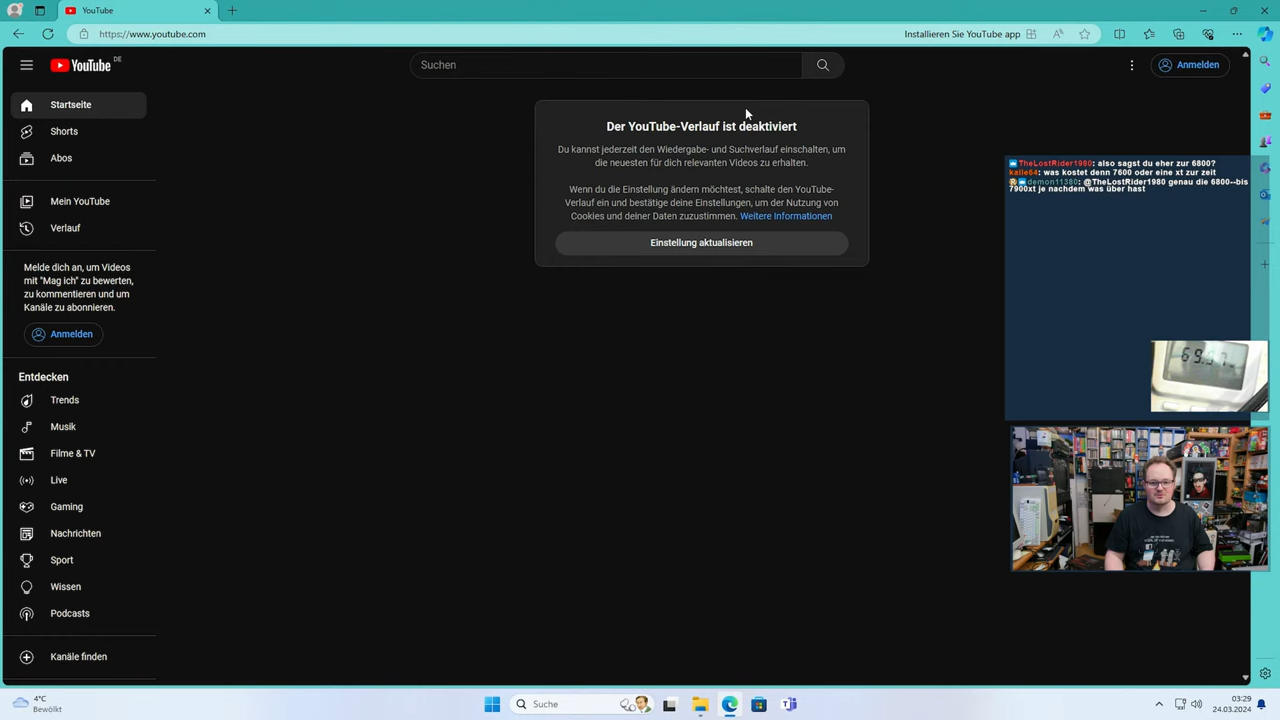 YouTube
https://www.youtube.com
Installieren Sie YouTube app
YouTube DE
Suchen
Anmelden
Startseite
Shorts
Abos
Mein YouTube
Verlauf
Melde dich an, um Videos
mit "Mag ich" zu bewerten,
zu kommentieren und um
Kanäle zu abonnieren.
Anmelden
Entdecken
Trends
Musik
Filme & TV
Live
Gaming
Nachrichten
Sport
Wissen
Podcasts
Kanäle finden
Der YouTube-Verlauf ist deaktiviert
Du kannst jederzeit den Wiedergabe- und Suchverlauf einschalten, um
die neuesten für dich relevanten Videos zu erhalten.
Wenn du die Einstellung ändern möchtest, schalte den YouTube-
Verlauf ein und bestätige deine Einstellungen, um der Nutzung von
Cookies und deiner Daten zuzustimmen. Weitere Informationen
Einstellung aktualisieren
TheLostRider1980: also sagst du eher zur 6800?
kalle64: was kostet denn 7600 oder eine xt zur zeit
demon11380: @TheLostRider1980 genau die 6800--bis
7900xt je nachdem was über hast
4°C
Bewölkt
Suche
03:29
24.03.2024